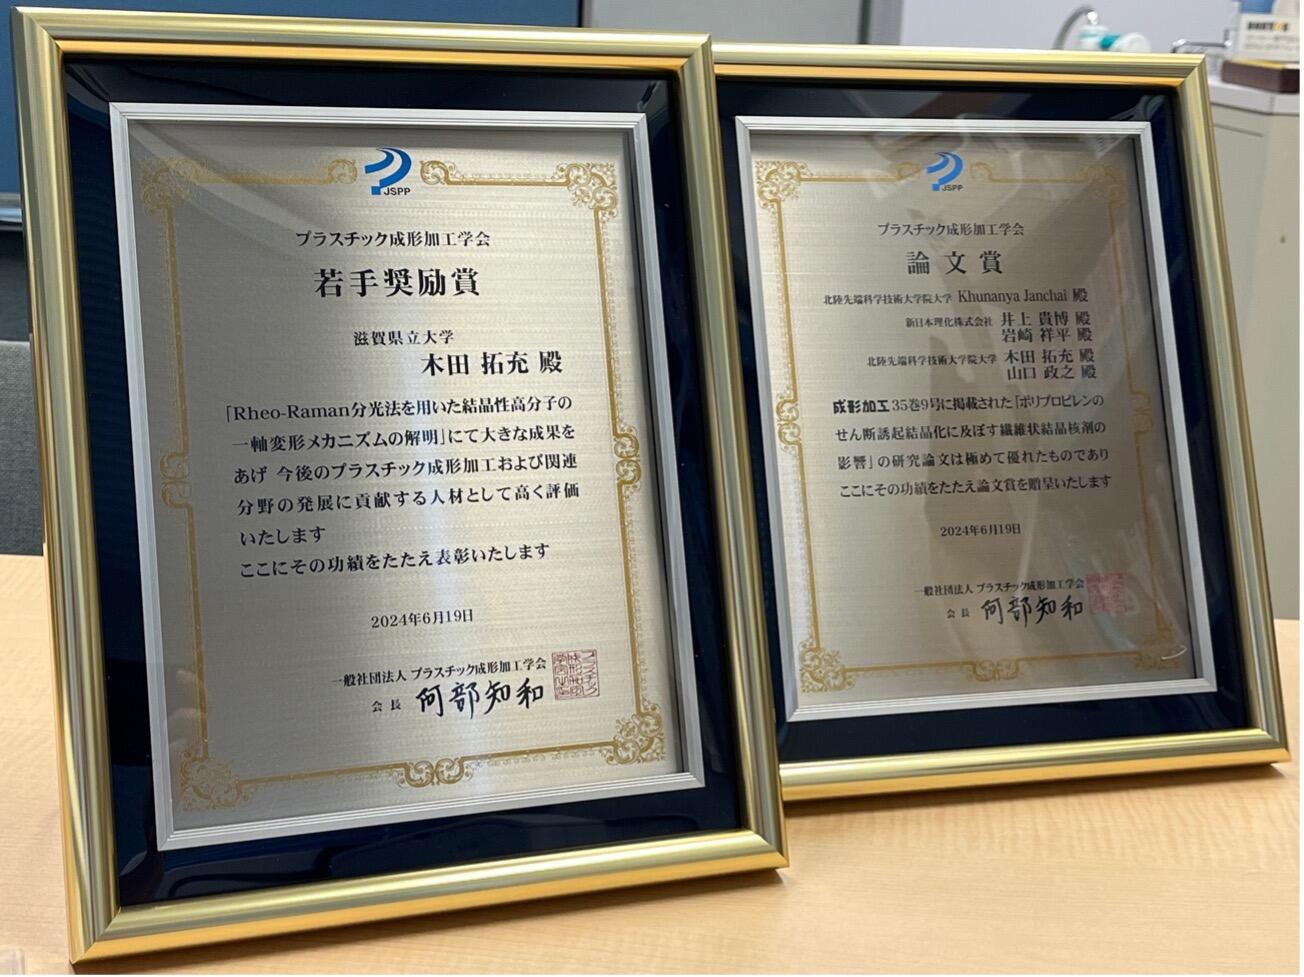 JSPP
プラスチック成形加工学会
若手奨励賞
滋賀県立大学
木田 拓充 殿
「Rheo-Raman分光法を用いた結晶性高分子の
一軸変形メカニズムの解明」にて大きな成果を
あげ 今後のプラスチック成形加工および関連
分野の発展に貢献する人材として高く評価
いたします
ここにその功績をたたえ表彰いたします
2024年6月19日
一般社団法人 プラスチック成形加工学会
会長 阿部知和
JSPP
プラスチック成形加工学会
論文賞
北陸先端科学技術大学院大学 Khunanya Janchai 殿
新日本理化株式会社 井上 貴博 殿
岩崎 祥平 殿
北陸先端科学技術大学院大学 木田 拓充 殿
山口 政之 殿
成形加工35巻9号に掲載された「ポリプロピレンの
せん断誘起結晶化に及ぼす繊維状結晶核剤の
影響」の研究論文は極めて優れたものであり
ここにその功績をたたえ論文賞を贈呈いたします
2024年6月19日
一般社団法人 プラスチック成形加工学会
会長 阿部知和